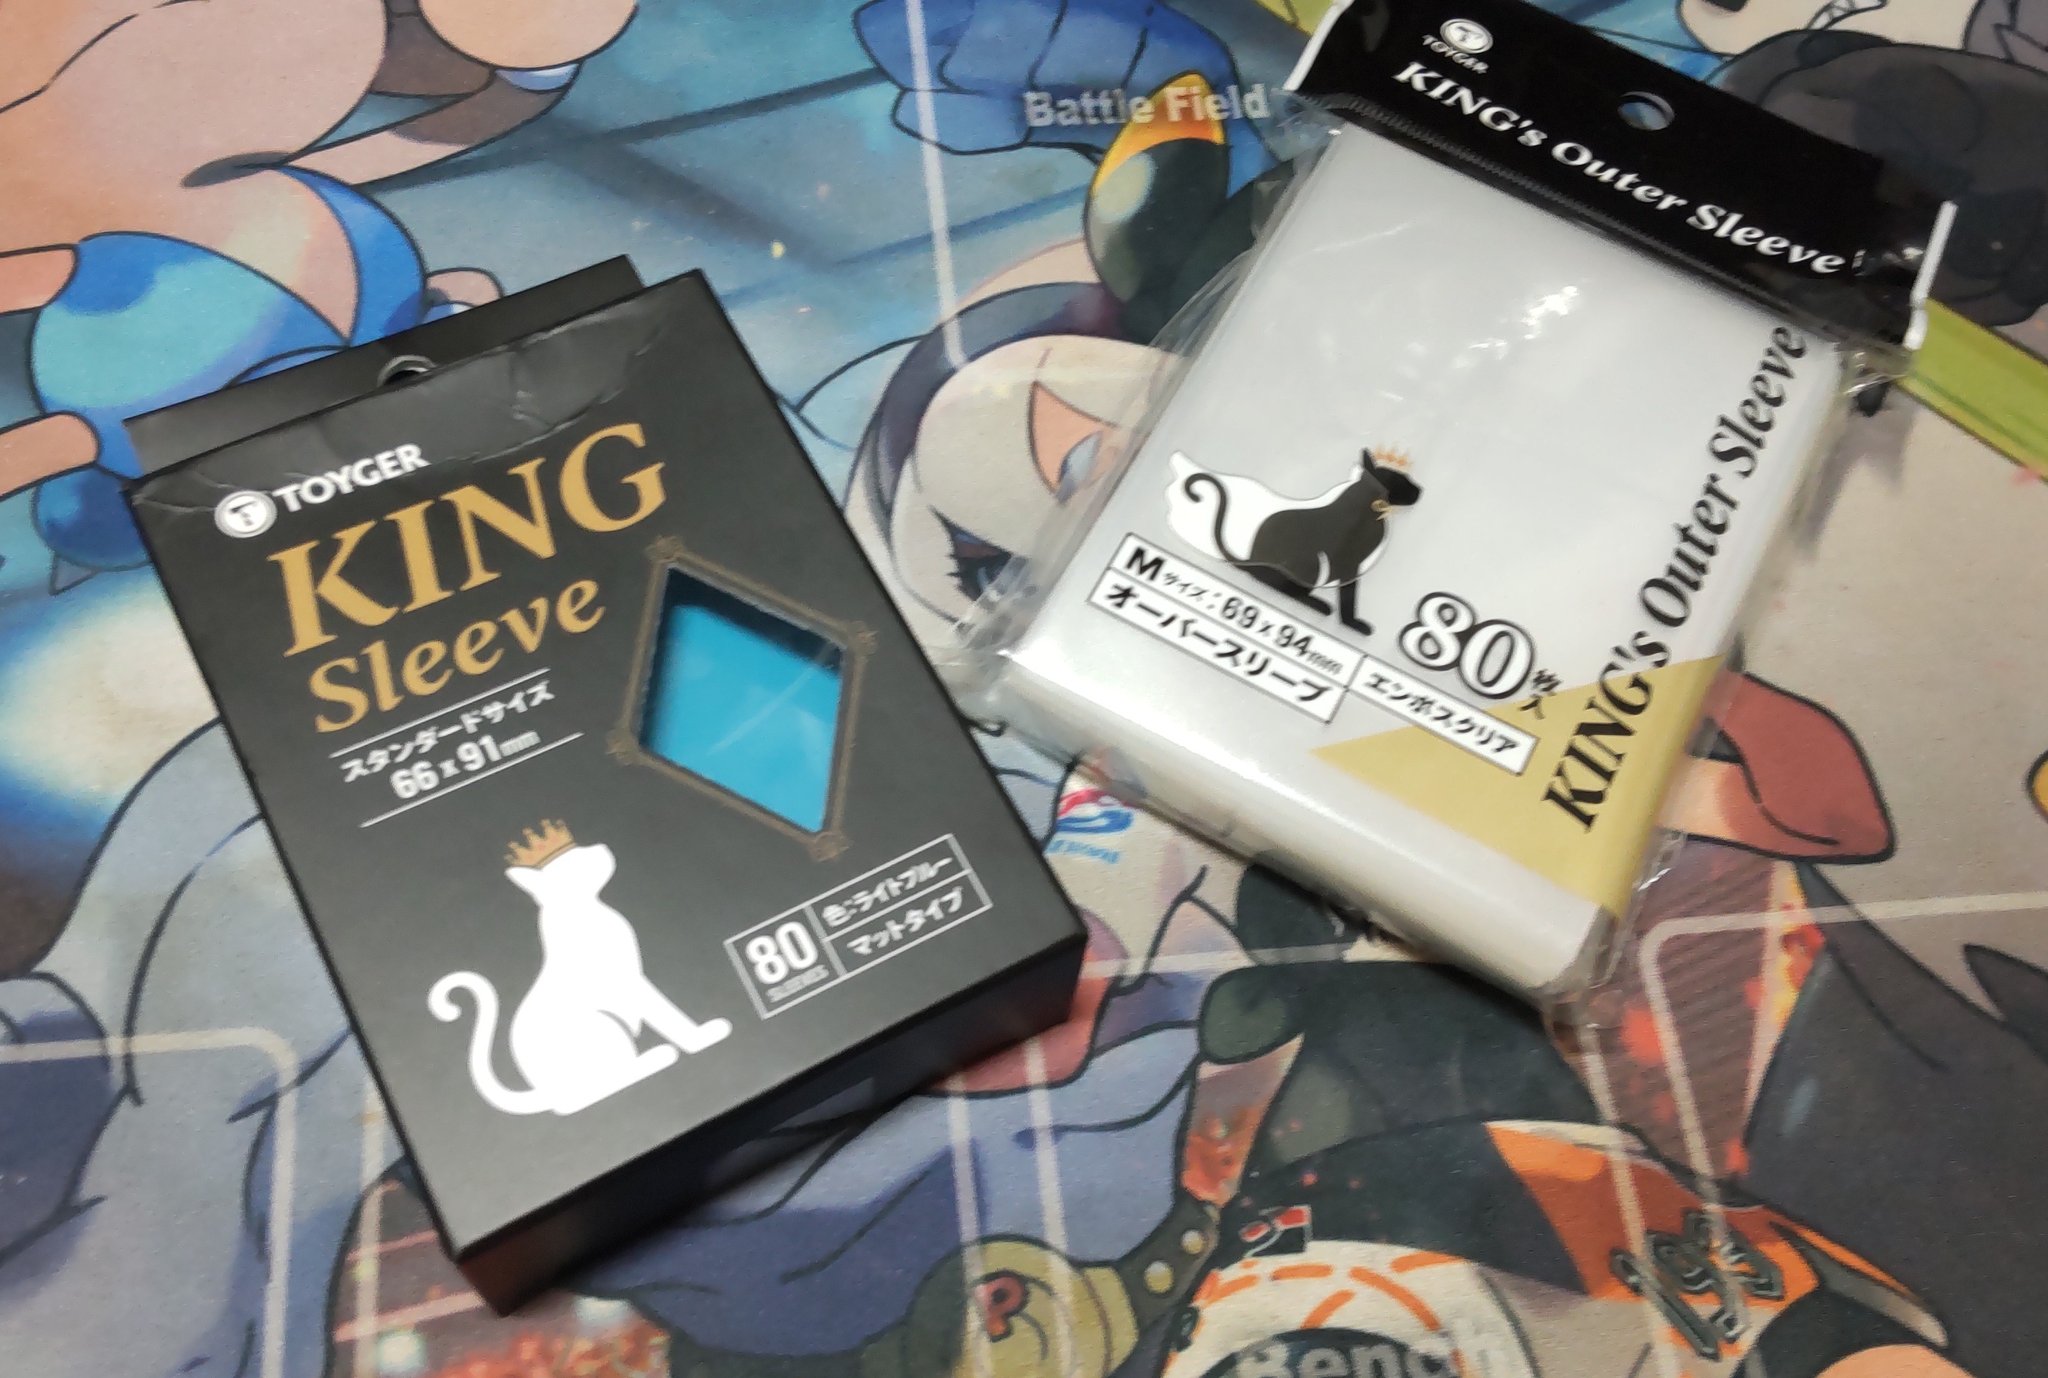 Battle Field
TOYGER
KING's Outer Sleeve
KING's Outer Sleeve
Mサイズ:69×94mm
オーバースリーブ
エンボスクリア
80枚入
TOYGER
KING
Sleeve
スタンダードサイズ
66×91mm
80
SLEEVES
色:ライトブルー
マットタイプ
P
Bench